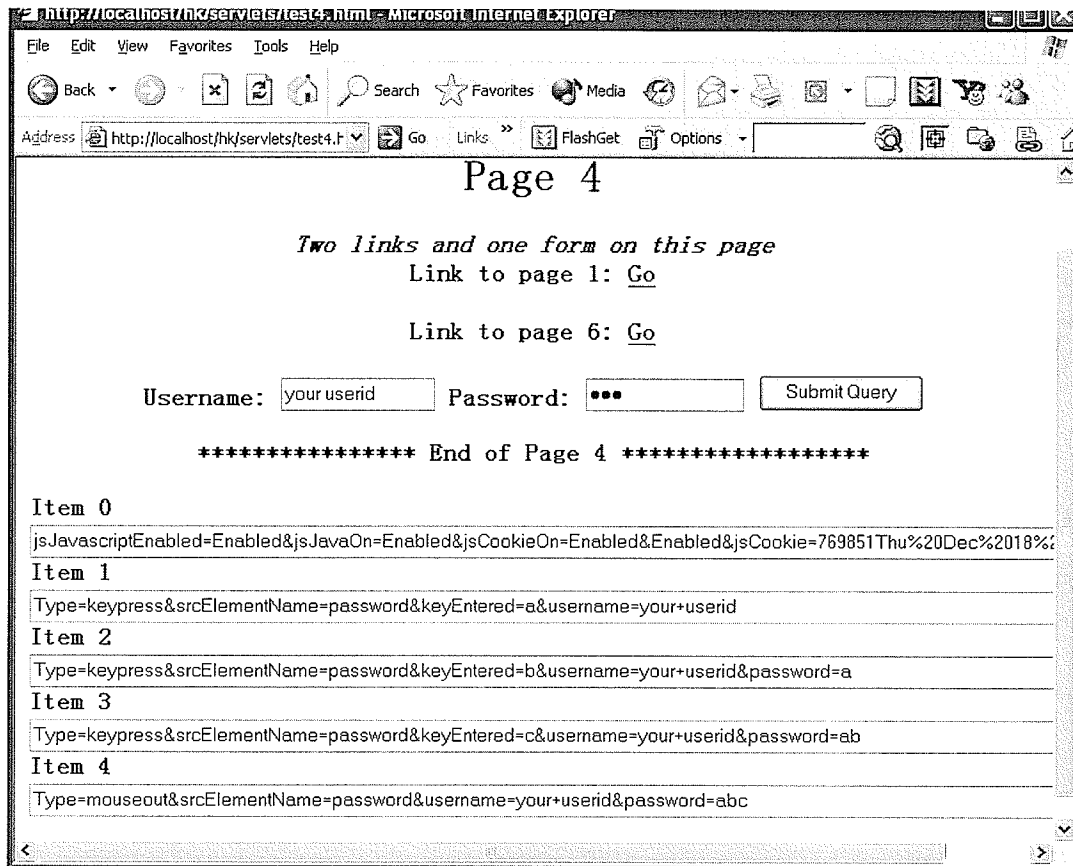 http://localhost/hk/servlets/test4.html - Microsoft Internet Explorer
File Edit View Favorites Tools Help
Back Search Favorites Media
Address http://localhost/hk/servlets/test4.h Go Links » FlashGet Options
Page 4
Two links and one form on this page
Link to page 1: Go
Link to page 6: Go
Username: your userid Password: ●●● Submit Query
**************** End of Page 4 ******************
Item 0
jsJavascriptEnabled=Enabled&jsJavaOn=Enabled&jsCookieOn=Enabled&Enabled&jsCookie=769851Thu%20Dec%2018%2
Item 1
Type=keypress&srcElementName=password&keyEntered=a&username=your+userid
Item 2
Type=keypress&srcElementName=password&keyEntered=b&username=your+userid&password=a
Item 3
Type=keypress&srcElementName=password&keyEntered=c&username=your+userid&password=ab
Item 4
Type=mouseout&srcElementName=password&username=your+userid&password=abc